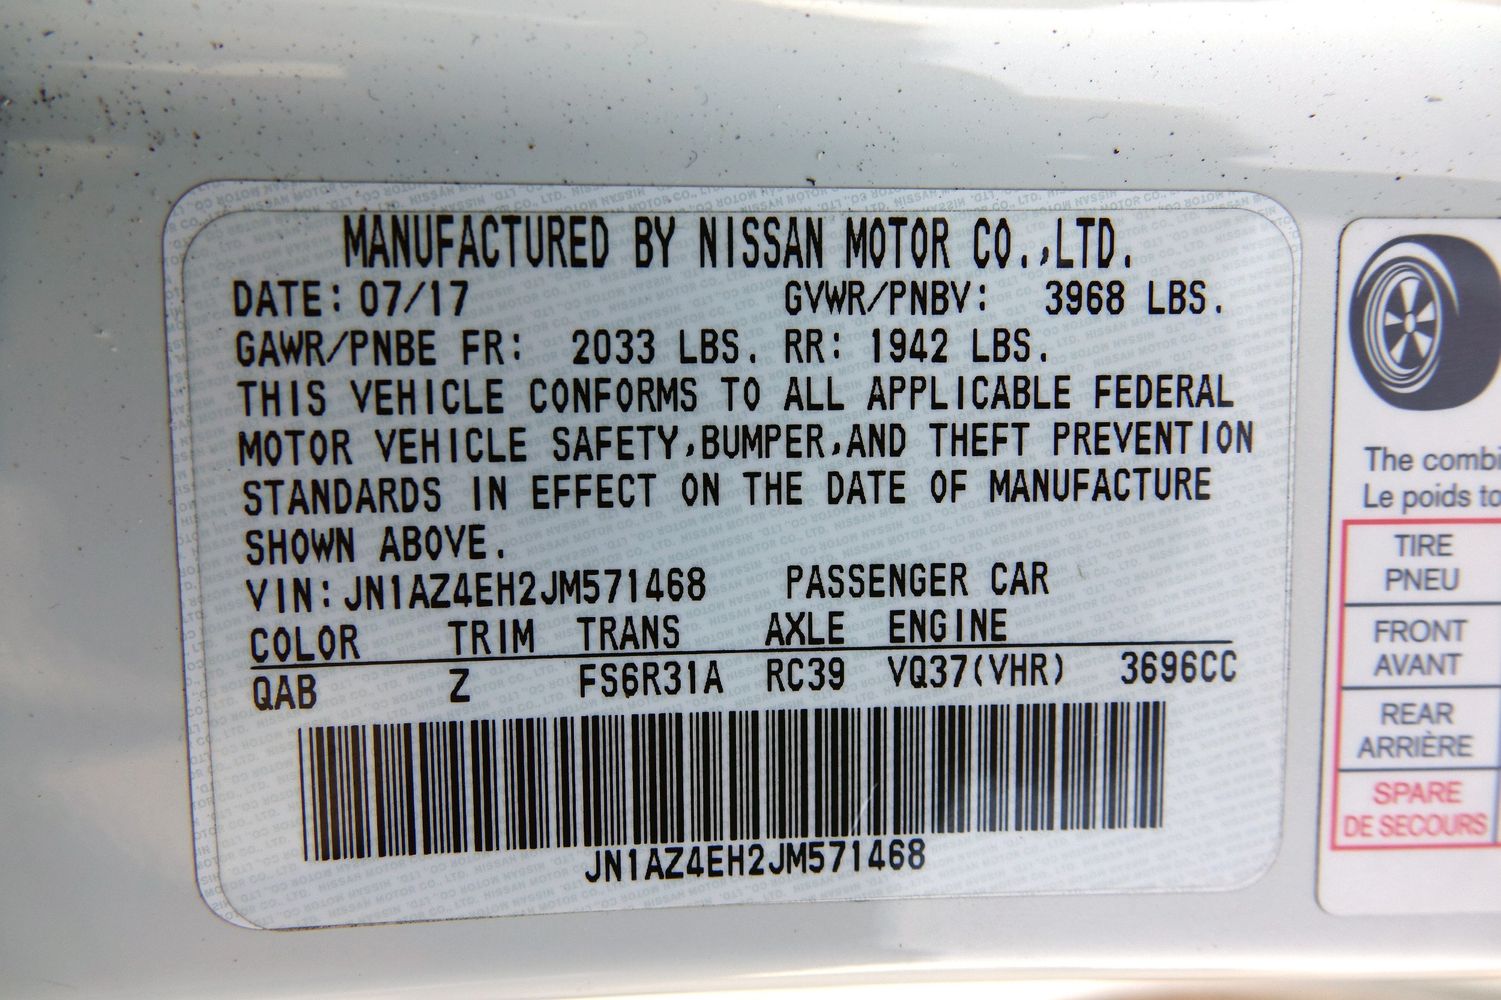 MANUFACTURED BY NISSAN MOTOR CO.,LTD.
DATE: 07/17 GVWR/PNBV: 3968 LBS.
GAWR/PNBE FR: 2033 LBS. RR: 1942 LBS.
THIS VEHICLE CONFORMS TO ALL APPLICABLE FEDERAL
MOTOR VEHICLE SAFETY,BUMPER,AND THEFT PREVENTION
STANDARDS IN EFFECT ON THE DATE OF MANUFACTURE
SHOWN ABOVE.
VIN: JN1AZ4EH2JM571468 PASSENGER CAR
COLOR TRIM TRANS AXLE ENGINE
QAB Z FS6R31A RC39 VQ37(VHR) 3696CC
JN1AZ4EH2JM571468
The combi
Le poids to
TIRE
PNEU
FRONT
AVANT
REAR
ARRIÈRE
SPARE
DE SECOURS